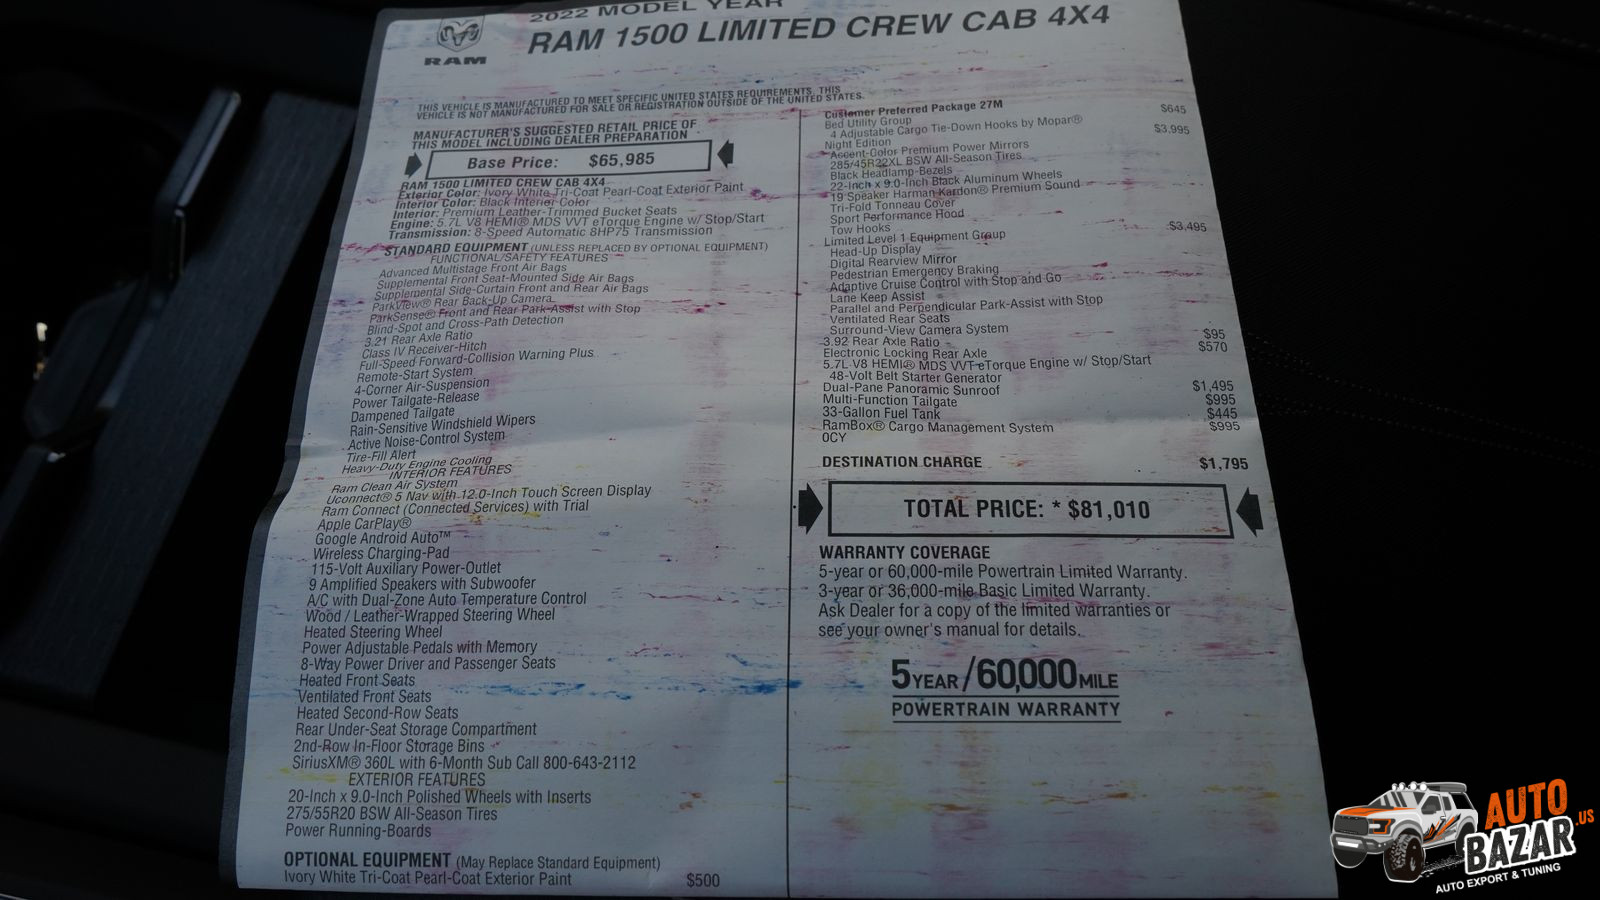 2022 MODEL YEAR
RAM 1500 LIMITED CREW CAB 4X4
RAM
THIS VEHICLE IS MANUFACTURED TO MEET SPECIFIC UNITED STATES REQUIREMENTS. THIS
VEHICLE IS NOT MANUFACTURED FOR SALE OR REGISTRATION OUTSIDE OF THE UNITED STATES.
MANUFACTURER'S SUGGESTED RETAIL PRICE OF
THIS MODEL INCLUDING DEALER PREPARATION
Base Price: $65,985
RAM 1500 LIMITED CREW CAB 4X4
Exterior Color: Ivory White Tri-Coat Pearl-Coat Exterior Paint
Interior Color: Black Interior Color
Interior: Premium Leather-Trimmed Bucket Seats
Engine: 5.7L V8 HEMI® MDS VVT eTorque Engine w/ Stop/Start
Transmission: 8-Speed Automatic 8HP75 Transmission
STANDARD EQUIPMENT (UNLESS REPLACED BY OPTIONAL EQUIPMENT)
FUNCTIONAL/SAFETY FEATURES
Advanced Multistage Front Air Bags
Supplemental Front Seat-Mounted Side Air Bags
Supplemental Side-Curtain Front and Rear Air Bags
ParkView® Rear Back-Up Camera
ParkSense® Front and Rear Park-Assist with Stop
Blind-Spot and Cross-Path Detection
3.21 Rear Axle Ratio
Class IV Receiver-Hitch
Full-Speed Forward-Collision Warning Plus
Remote-Start System
4-Corner Air-Suspension
Power Tailgate-Release
Dampened Tailgate
Rain-Sensitive Windshield Wipers
Active Noise-Control System
Tire-Fill Alert
Heavy-Duty Engine Cooling
INTERIOR FEATURES
Ram Clean Air System
Uconnect® 5 Nav with 12.0-Inch Touch Screen Display
Ram Connect (Connected Services) with Trial
Apple CarPlay®
Google Android Auto™
Wireless Charging-Pad
115-Volt Auxiliary Power-Outlet
9 Amplified Speakers with Subwoofer
A/C with Dual-Zone Auto Temperature Control
Wood / Leather-Wrapped Steering Wheel
Heated Steering Wheel
Power Adjustable Pedals with Memory
8-Way Power Driver and Passenger Seats
Heated Front Seats
Ventilated Front Seats
Heated Second-Row Seats
Rear Under-Seat Storage Compartment
2nd-Row In-Floor Storage Bins
SiriusXM® 360L with 6-Month Sub Call 800-643-2112
EXTERIOR FEATURES
20-Inch x 9.0-Inch Polished Wheels with Inserts
275/55R20 BSW All-Season Tires
Power Running-Boards
OPTIONAL EQUIPMENT (May Replace Standard Equipment)
Ivory White Tri-Coat Pearl-Coat Exterior Paint $500
Customer Preferred Package 27M
Bed Utility Group $645
4 Adjustable Cargo Tie-Down Hooks by Mopar®
Night Edition $3,995
Accent-Color Premium Power Mirrors
285/45R22XL BSW All-Season Tires
Black Headlamp-Bezels
22-Inch x 9.0-Inch Black Aluminum Wheels
19 Speaker Harman Kardon® Premium Sound
Tri-Fold Tonneau Cover
Sport Performance Hood
Tow Hooks
Limited Level 1 Equipment Group $3,495
Head-Up Display
Digital Rearview Mirror
Pedestrian Emergency Braking
Adaptive Cruise Control with Stop and Go
Lane Keep Assist
Parallel and Perpendicular Park-Assist with Stop
Ventilated Rear Seats
Surround-View Camera System
3.92 Rear Axle Ratio $95
Electronic Locking Rear Axle $570
5.7L V8 HEMI® MDS VVT eTorque Engine w/ Stop/Start
48-Volt Belt Starter Generator
Dual-Pane Panoramic Sunroof $1,495
Multi-Function Tailgate $995
33-Gallon Fuel Tank $445
RamBox® Cargo Management System $995
0CY
DESTINATION CHARGE $1,795
TOTAL PRICE: * $81,010
WARRANTY COVERAGE
5-year or 60,000-mile Powertrain Limited Warranty.
3-year or 36,000-mile Basic Limited Warranty.
Ask Dealer for a copy of the limited warranties or
see your owner's manual for details.
5 YEAR/60,000 MILE
POWERTRAIN WARRANTY
AUTO
BAZAR.US
AUTO EXPORT & TUNING